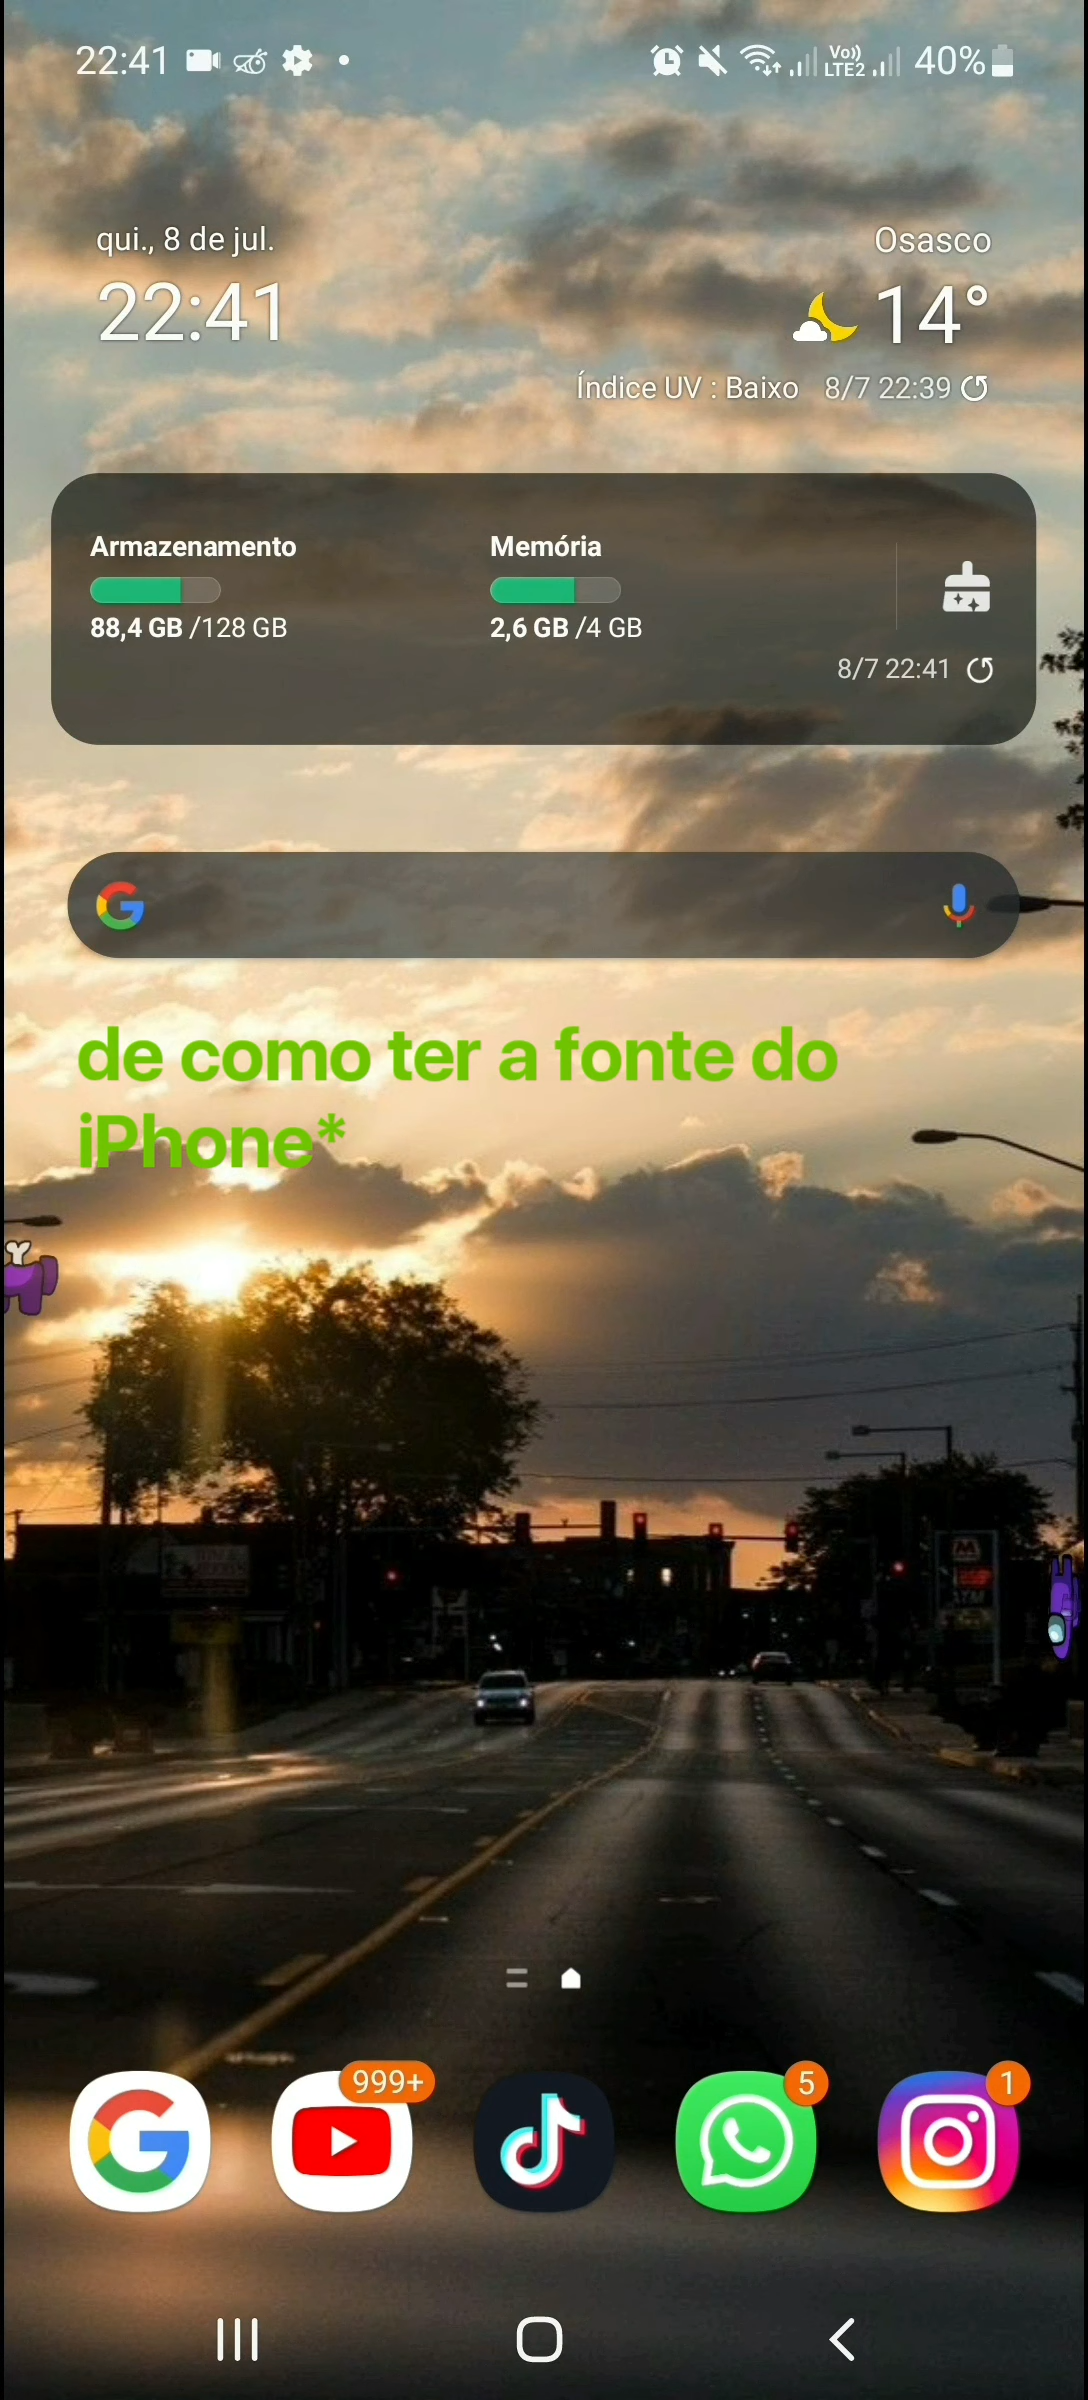 22:41 Vo)) LTE2 40%
qui., 8 de jul.
Osasco
22:41
14°
Índice UV : Baixo 8/7 22:39
Armazenamento
Memória
88,4 GB /128 GB
2,6 GB /4 GB
8/7 22:41
de como ter a fonte do
iPhone*
999+
5
1